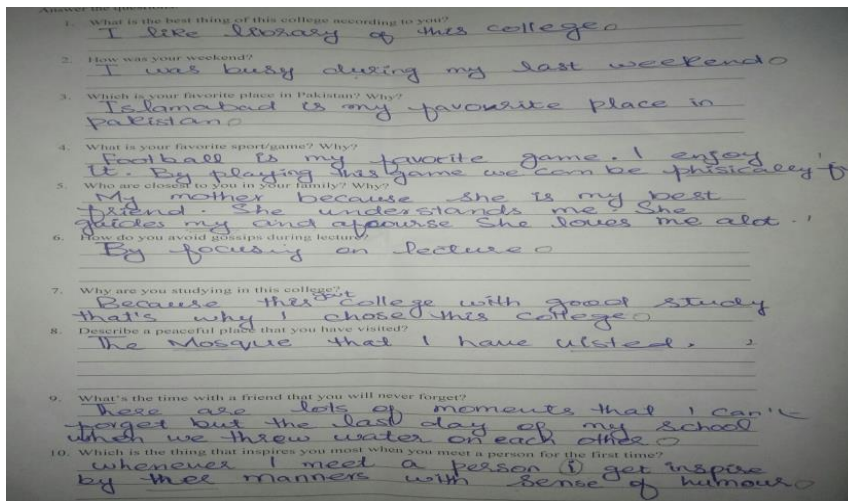 Answer the questions:
1. What is the best thing of this college according to you?
I like library of this college.
2. How was your weekend?
I was busy during my last weekend.
3. Which is your favorite place in Pakistan? Why?
Islamabad is my favourite place in
pakistan.
4. What is your favorite sport/game? Why?
Football is my favorite game. I enjoy
it. By playing this game we can be phisically f
5. Who are closest to you in your family? Why?
My mother because she is my best
friend. She understands me. She
guides my and afcourse She loves me alot.
6. How do you avoid gossips during lecture?
By focusing on lecture.
7. Why are you studying in this college?
Because this govt college with good study
that's why I chose this college.
8. Describe a peaceful place that you have visited?
The Mosque that I have uisted.
9. What's the time with a friend that you will never forget?
There are lots of moments that I can't
forget but the last day of my school
when we threw water on each other.
10. Which is the thing that inspires you most when you meet a person for the first time?
whenever I meet a person i get inspire
by manners with sense of humour.